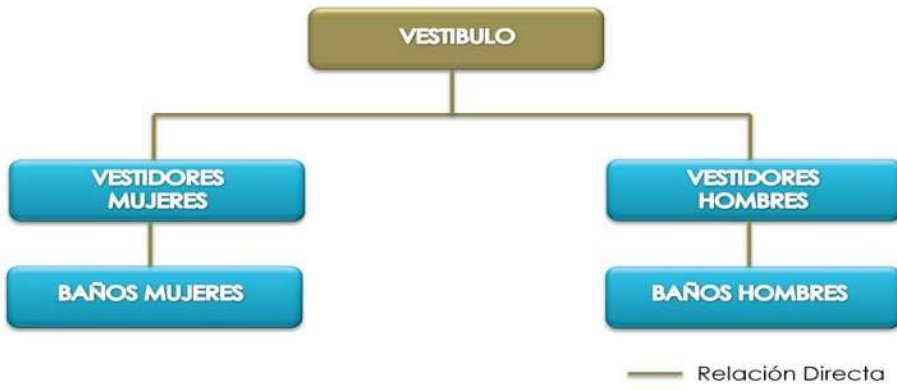 VESTIBULO
VESTIDORES
MUJERES
VESTIDORES
HOMBRES
BAÑOS MUJERES
BAÑOS HOMBRES
Relación Directa